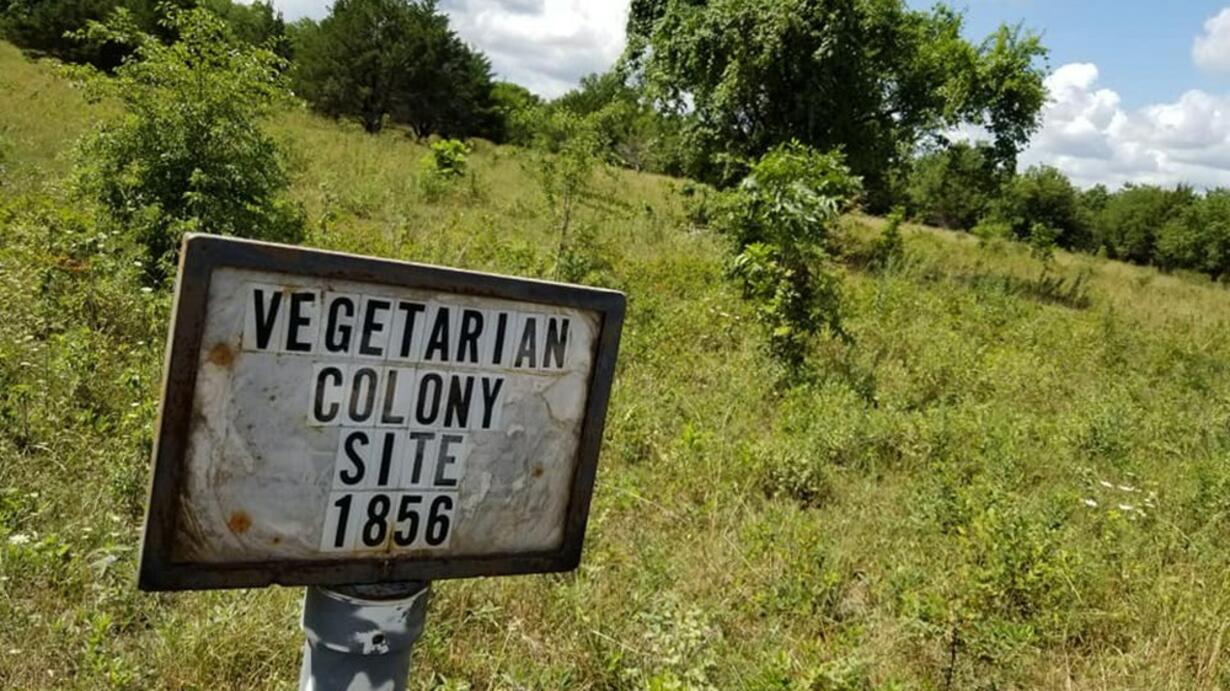 VEGETARIAN
COLONY
SITE
1856